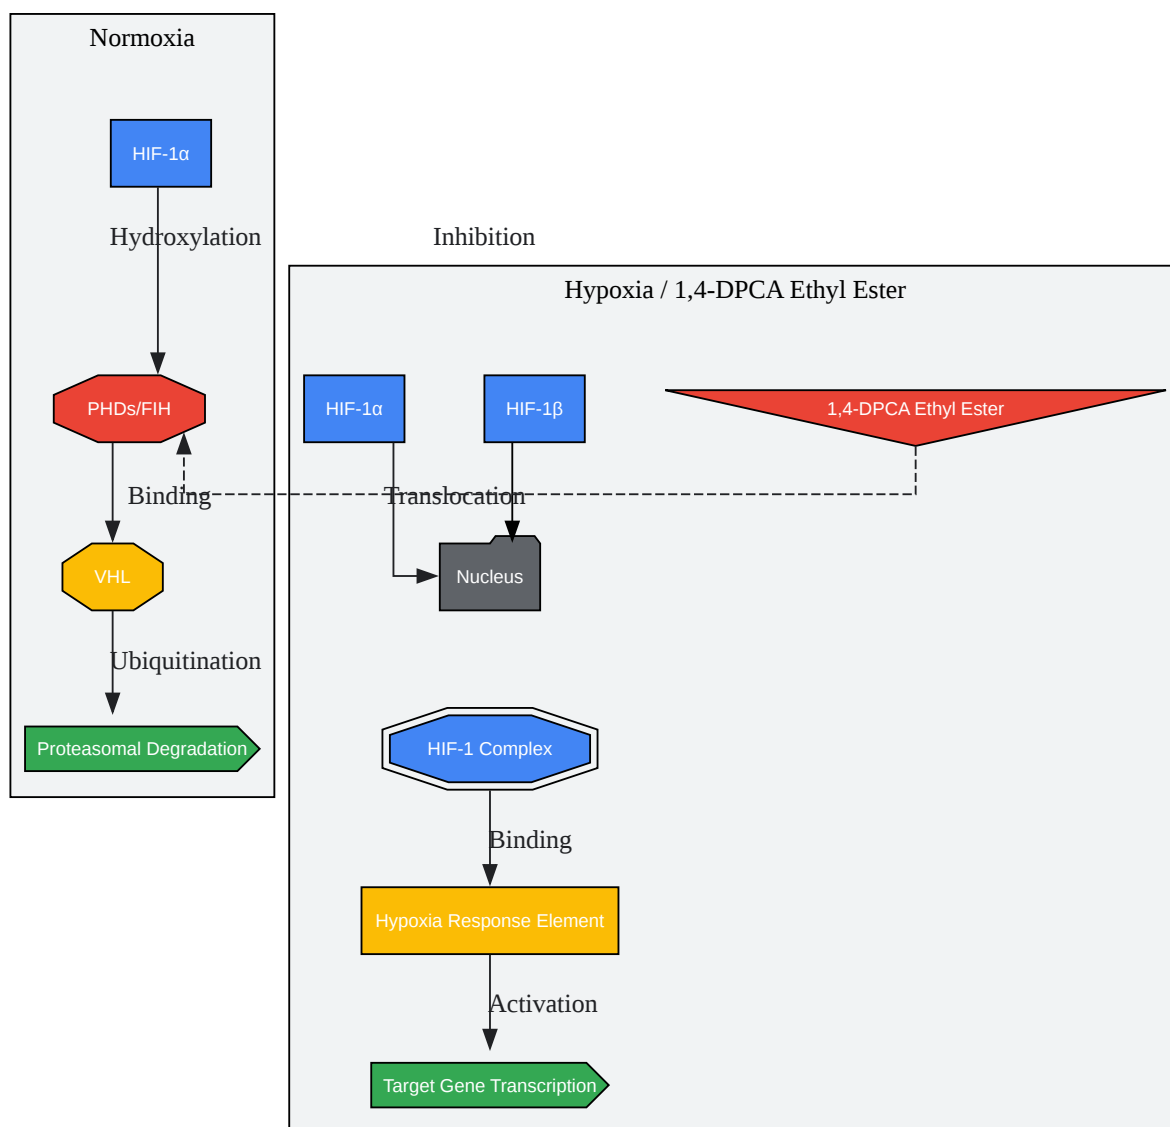 Normoxia
HIF-1α
Hydroxylation
PHDs/FIH
Binding
VHL
Ubiquitination
Proteasomal Degradation
Inhibition
Hypoxia / 1,4-DPCA Ethyl Ester
HIF-1α
HIF-1β
1,4-DPCA Ethyl Ester
Translocation
Nucleus
HIF-1 Complex
Binding
Hypoxia Response Element
Activation
Target Gene Transcription